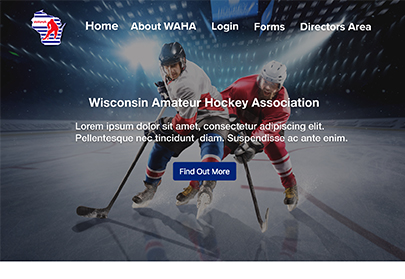 Home About WAHA Login Forms Directors Area
Wisconsin Amateur Hockey Association
Lorem ipsum dolor sit amet, consectetur adipiscing elit.
Pellentesque nec tincidunt diam. Suspendisse ac ante enim.
Find Out More